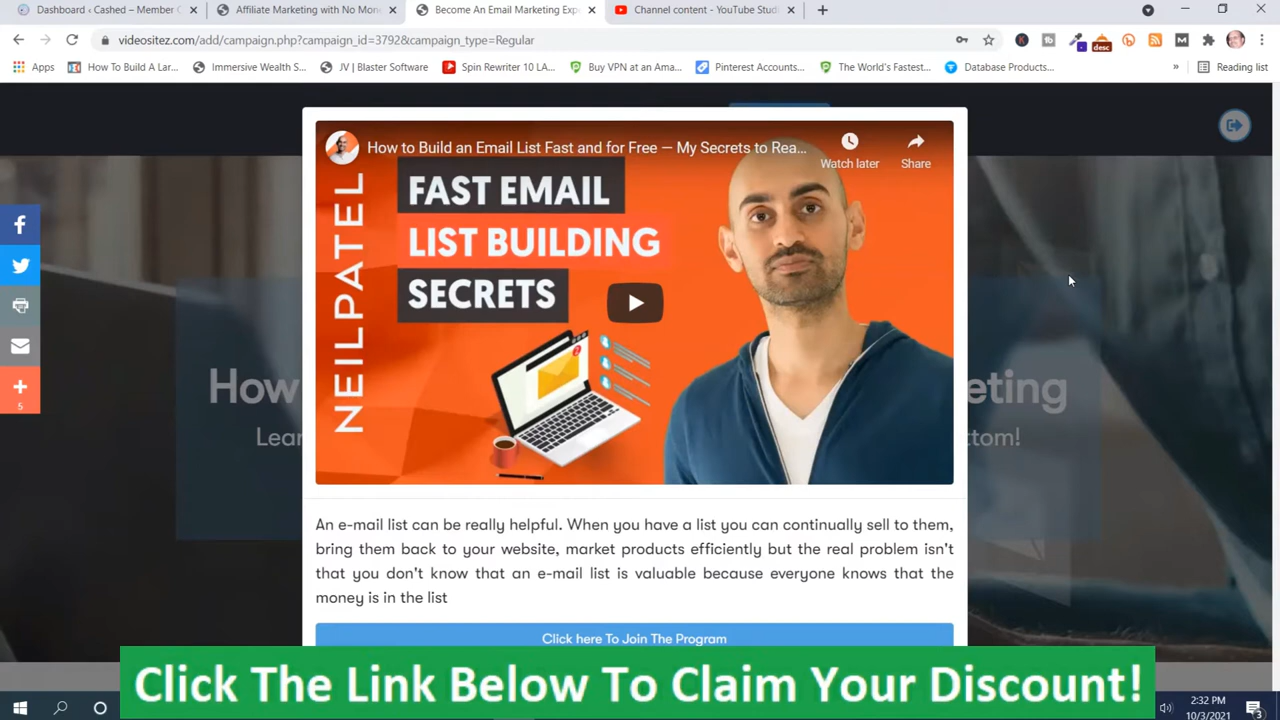 Dashboard ‹ Cashed – Member C
Affiliate Marketing with No Mone
Become An Email Marketing Expe
Channel content - YouTube Studi
videositez.com/add/campaign.php?campaign_id=3792&campaign_type=Regular
desc
Apps
How To Build A Lar...
Immersive Wealth S...
JV | Blaster Software
Spin Rewriter 10 LA...
Buy VPN at an Ama...
Pinterest Accounts...
The World's Fastest...
Database Products...
»
Reading list
How to Build an Email List Fast and for Free — My Secrets to Rea...
Watch later
Share
NEILPATEL
FAST EMAIL
LIST BUILDING
SECRETS
How
eting
Lear
ttom!
5
An e-mail list can be really helpful. When you have a list you can continually sell to them,
bring them back to your website, market products efficiently but the real problem isn't
that you don't know that an e-mail list is valuable because everyone knows that the
money is in the list
Click here To Join The Program
Click The Link Below To Claim Your Discount!
2:32 PM
10/3/2021
3